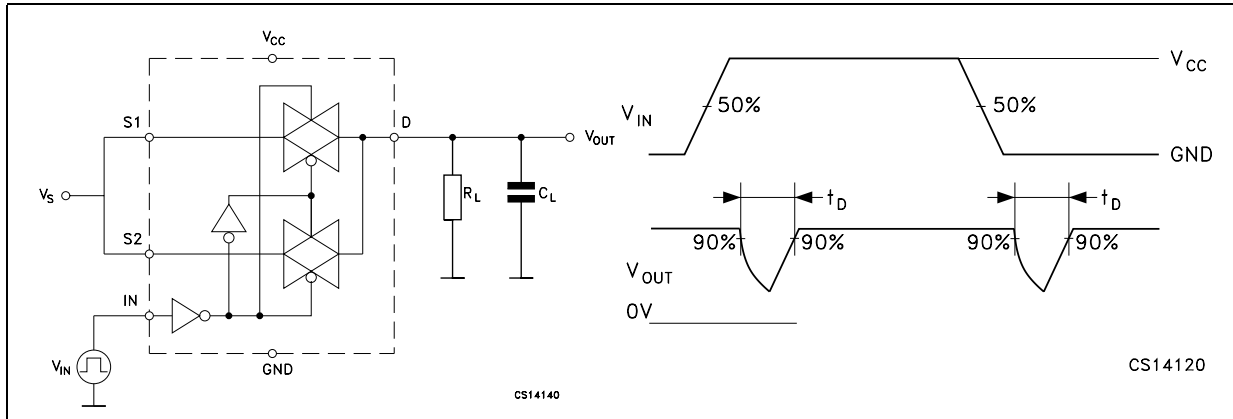 VCC
S1
D
VOUT
VS
RL
CL
S2
IN
VIN
GND
CS14140
VCC
50%
50%
VIN
GND
tD
tD
90%
90%
90%
90%
VOUT
0V
CS14120